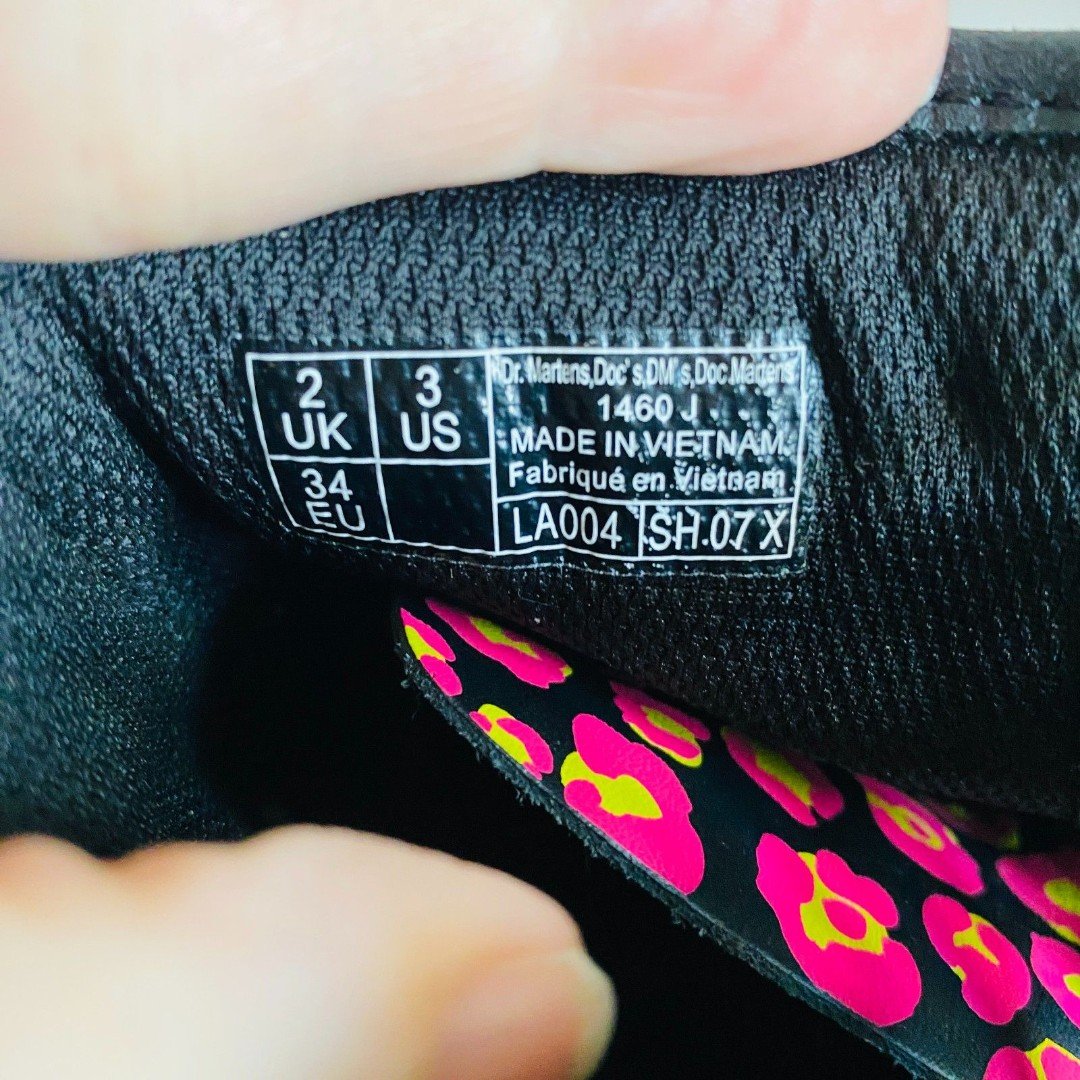 2
UK
3
US
34
EU
Dr. Martens,Doc's,DM's,Doc.Martens
1460 J
MADE IN VIETNAM.
Fabriqué en Vietnam
LA004
SH.07 X